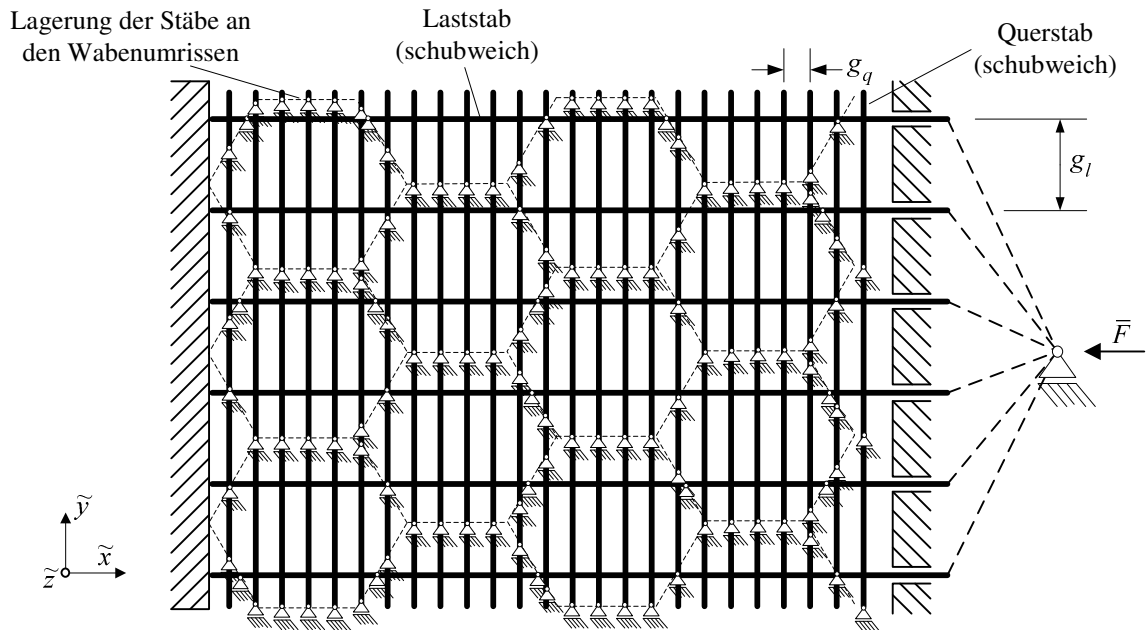 Lagerung der Stäbe an
den Wabenumrissen
Laststab
(schubweich)
Querstab
(schubweich)
g_q
g_l
F̅
ỹ
x̃
z̃